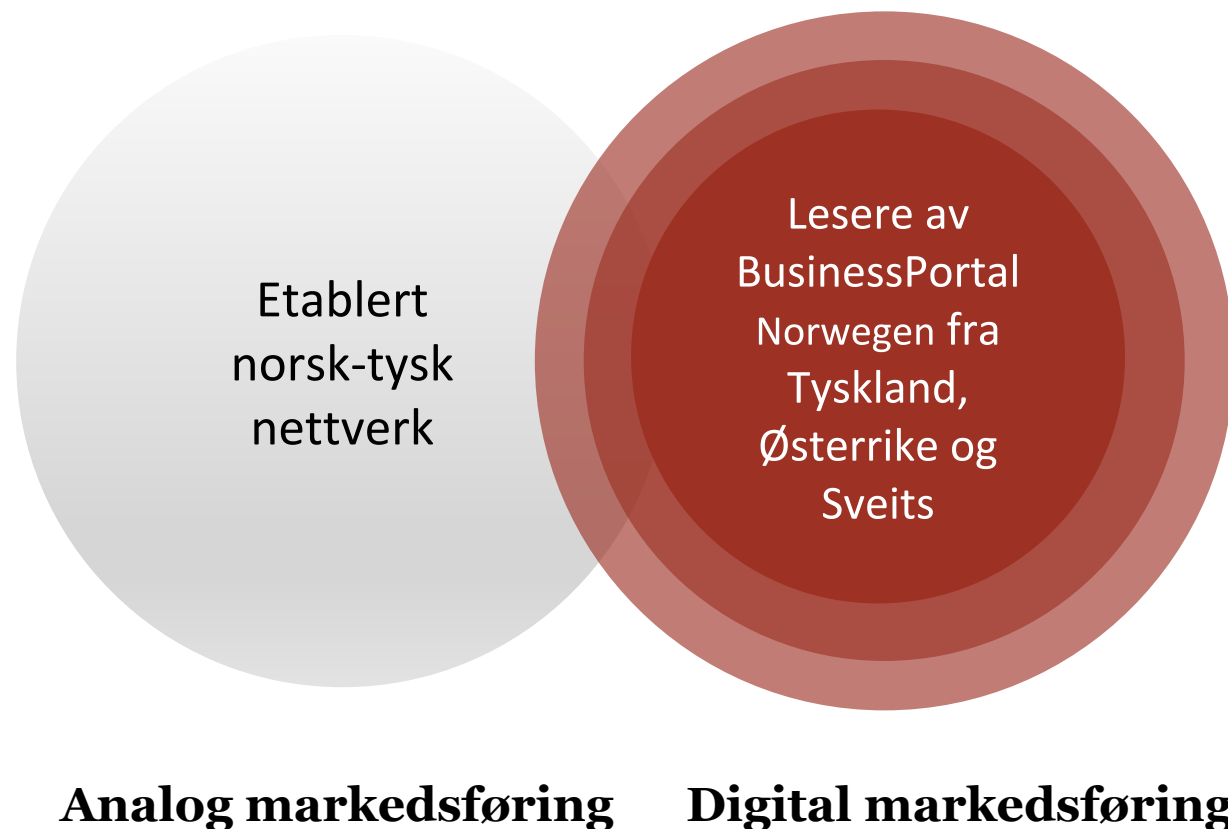 Etablert
norsk-tysk
nettverk
Lesere av
BusinessPortal
Norwegen fra
Tyskland,
Østerrike og
Sveits
Analog markedsføring
Digital markedsføring